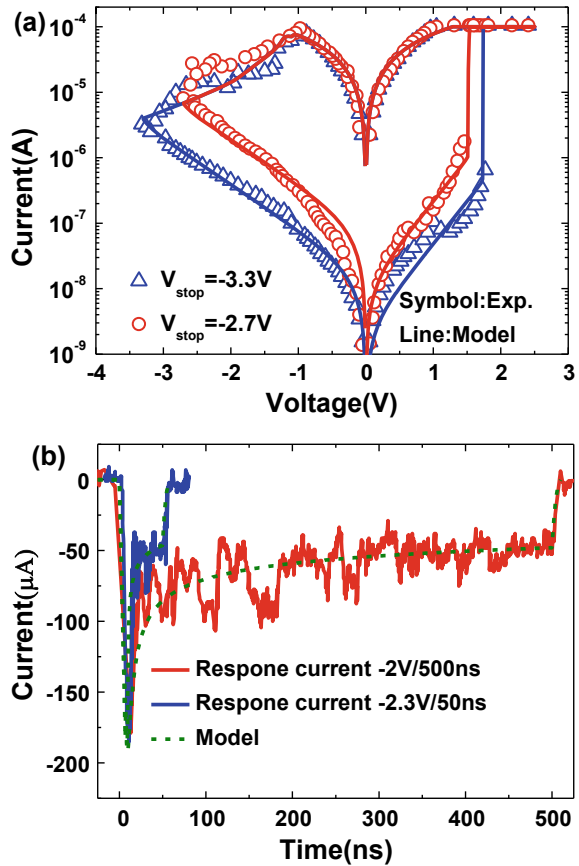 (a)
10⁻⁴
10⁻⁵
10⁻⁶
10⁻⁷
10⁻⁸
10⁻⁹
Current(A)
V_stop=-3.3V
V_stop=-2.7V
Symbol:Exp.
Line:Model
-4 -3 -2 -1 0 1 2 3
Voltage(V)
(b)
0
-50
-100
-150
-200
Current(μA)
Respone current -2V/500ns
Respone current -2.3V/50ns
Model
0 100 200 300 400 500
Time(ns)